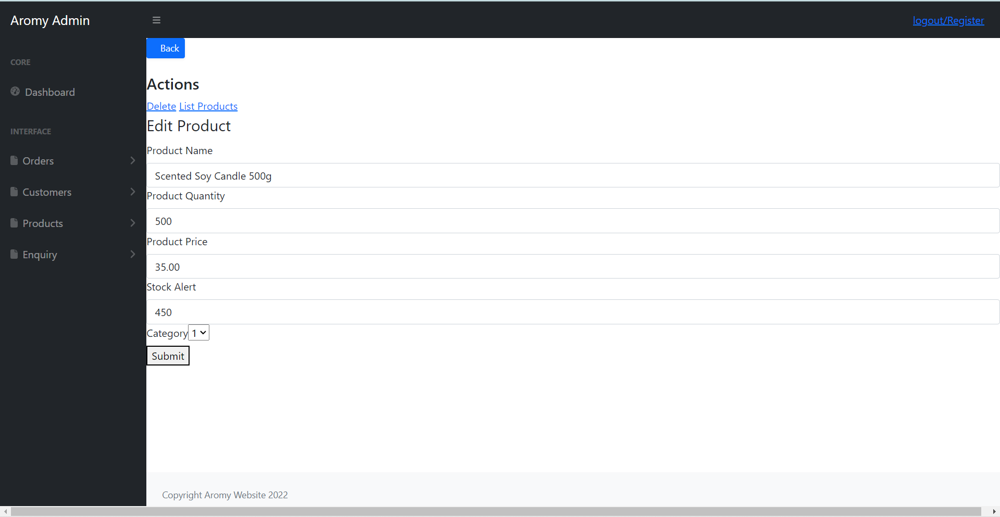 Aromy Admin
logout/Register
CORE
Dashboard
INTERFACE
Orders
Customers
Products
Enquiry
Back
Actions
Delete List Products
Edit Product
Product Name
Scented Soy Candle 500g
Product Quantity
500
Product Price
35.00
Stock Alert
450
Category 1
Submit
Copyright Aromy Website 2022